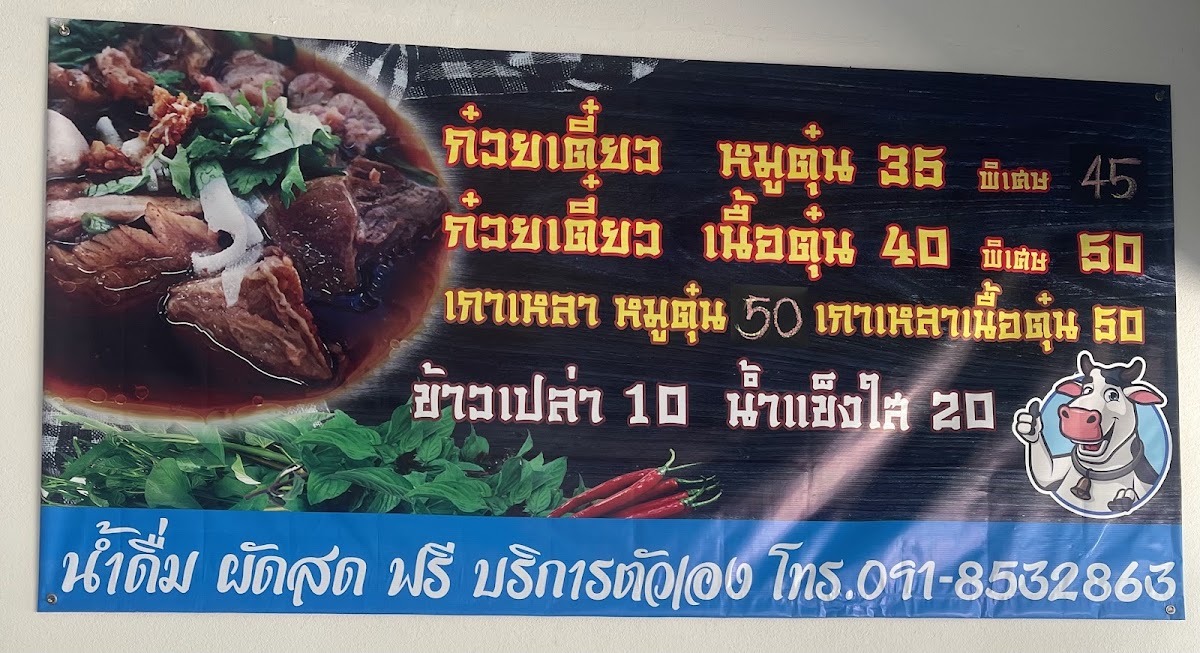 ก๋วยเตี๋ยว หมูตุ๋น 35 พิเศษ 45
ก๋วยเตี๋ยว เนื้อตุ๋น 40 พิเศษ 50
เกาเหลา หมูตุ๋น 50 เกาเหลาเนื้อตุ๋น 50
ข้าวเปล่า 10 น้ำแข็งใส 20
น้ำดื่ม ผัดสด ฟรี บริการตัวเอง โทร.091-8532863